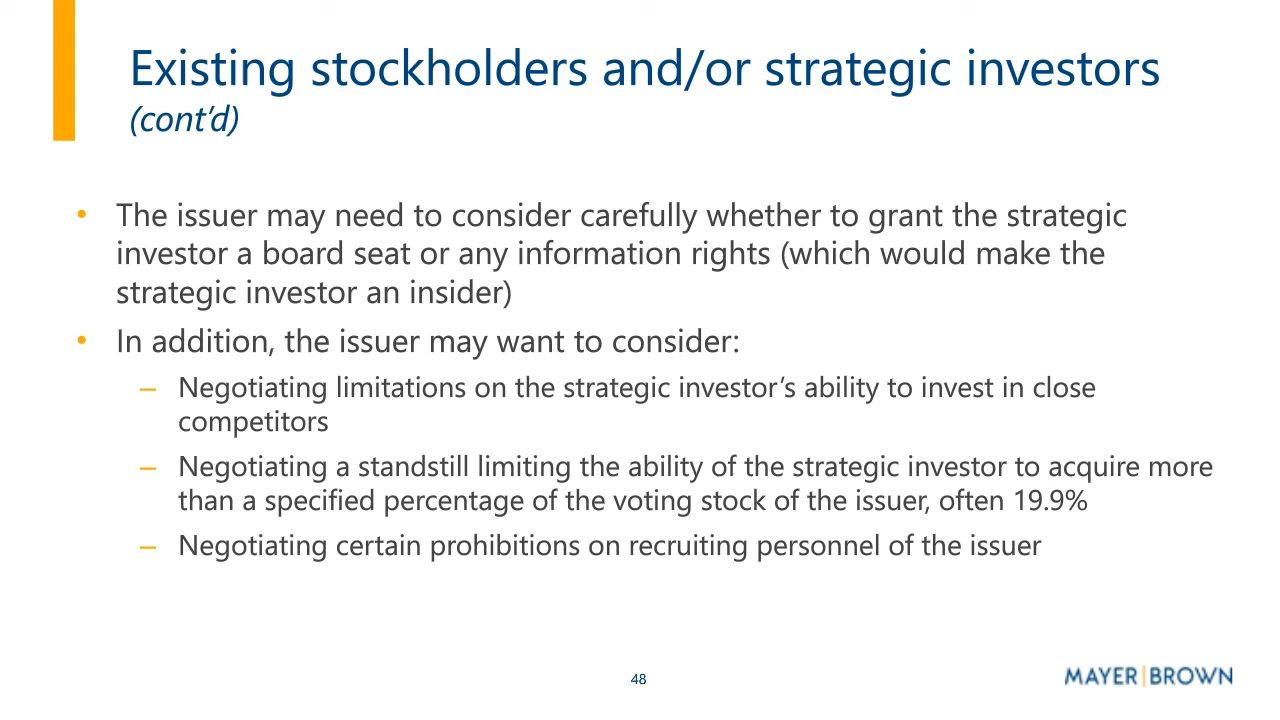 Existing stockholders and/or strategic investors
(cont’d)
• The issuer may need to consider carefully whether to grant the strategic
investor a board seat or any information rights (which would make the
strategic investor an insider)
• In addition, the issuer may want to consider:
– Negotiating limitations on the strategic investor’s ability to invest in close
competitors
– Negotiating a standstill limiting the ability of the strategic investor to acquire more
than a specified percentage of the voting stock of the issuer, often 19.9%
– Negotiating certain prohibitions on recruiting personnel of the issuer
48
MAYER|BROWN